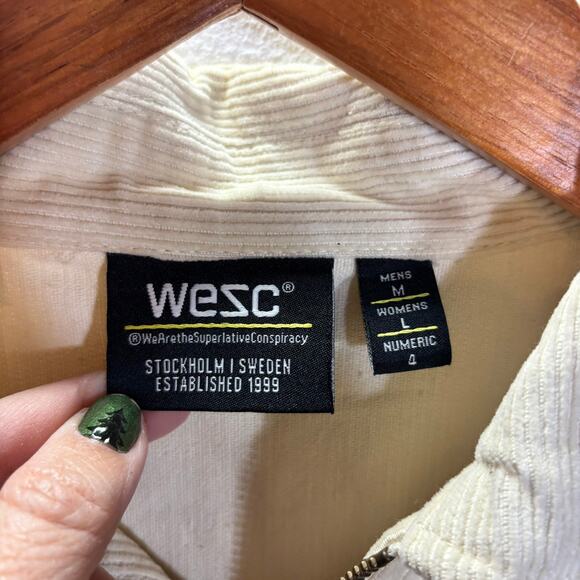 wesc®
®WeAretheSuperlativeConspiracy
STOCKHOLM | SWEDEN
ESTABLISHED 1999
MENS
M
WOMENS
L
NUMERIC
4